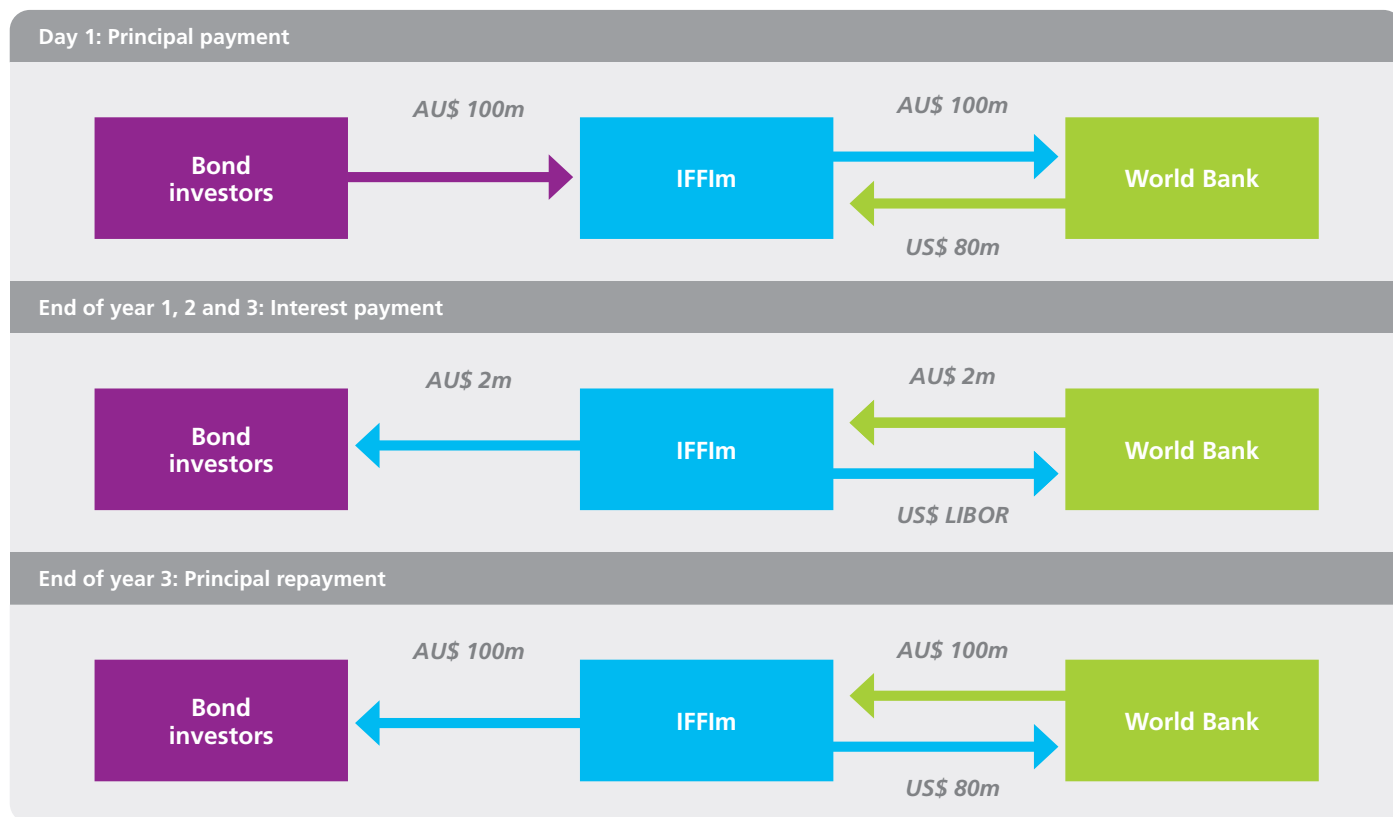 Day 1: Principal payment
AU$ 100m
AU$ 100m
Bond
investors
IFFIm
World Bank
US$ 80m
End of year 1, 2 and 3: Interest payment
AU$ 2m
AU$ 2m
Bond
investors
IFFIm
World Bank
US$ LIBOR
End of year 3: Principal repayment
AU$ 100m
AU$ 100m
Bond
investors
IFFIm
World Bank
US$ 80m